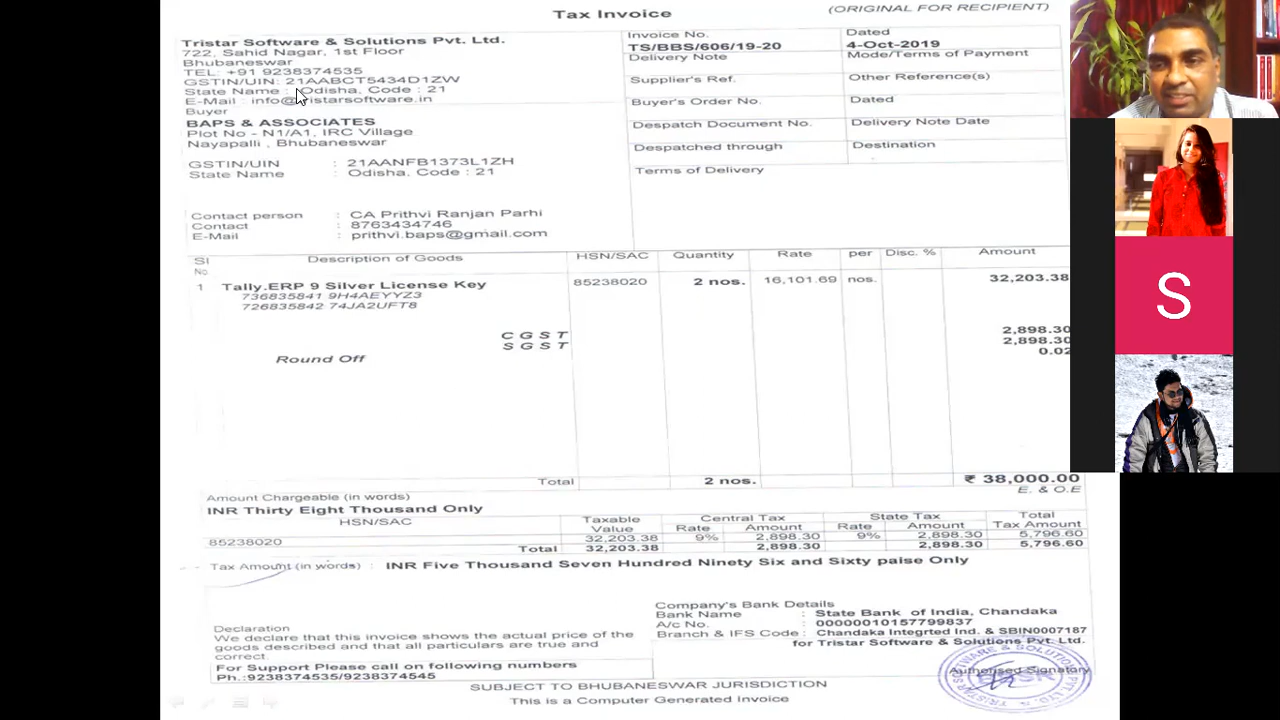 Tax Invoice
(ORIGINAL FOR RECIPIENT)
Tristar Software & Solutions Pvt. Ltd.
722, Sahid Nagar, 1st Floor
Bhubaneswar
TEL: +91 9238374535
GSTIN/UIN: 21AABCT5434D1ZW
State Name : Odisha, Code : 21
E-Mail : info@tristarsoftware.in
Buyer
BAPS & ASSOCIATES
Plot No - N1/A1, IRC Village
Nayapalli , Bhubaneswar
GSTIN/UIN : 21AANFB1373L1ZH
State Name : Odisha, Code : 21
Contact person : CA Prithvi Ranjan Parhi
Contact : 8763434746
E-Mail : prithvi.baps@gmail.com
Invoice No. Dated
TS/BBS/606/19-20 4-Oct-2019
Delivery Note Mode/Terms of Payment
Supplier's Ref. Other Reference(s)
Buyer's Order No. Dated
Despatch Document No. Delivery Note Date
Despatched through Destination
Terms of Delivery
Sl No. Description of Goods HSN/SAC Quantity Rate per Disc. % Amount
1 Tally.ERP 9 Silver License Key 85238020 2 nos. 16,101.69 nos. 32,203.38
736835841 9H4AEYYZ3
726835842 74JA2UFT8
C G S T 2,898.30
S G S T 2,898.30
Round Off 0.02
Total 2 nos. ₹ 38,000.00
Amount Chargeable (in words) E. & O.E
INR Thirty Eight Thousand Only
HSN/SAC Taxable Value Central Tax Rate Amount State Tax Rate Amount Total Tax Amount
85238020 32,203.38 9% 2,898.30 9% 2,898.30 5,796.60
Total 32,203.38 2,898.30 2,898.30 5,796.60
Tax Amount (in words) : INR Five Thousand Seven Hundred Ninety Six and Sixty paise Only
Company's Bank Details
Bank Name : State Bank of India, Chandaka
A/c No. : 00000010157799837
Branch & IFS Code : Chandaka Integrted Ind. & SBIN0007187
Declaration
We declare that this invoice shows the actual price of the
goods described and that all particulars are true and
correct.
For Support Please call on following numbers
Ph.:9238374535/9238374545
for Tristar Software & Solutions Pvt. Ltd.
Authorised Signatory
SUBJECT TO BHUBANESWAR JURISDICTION
This is a Computer Generated Invoice
S